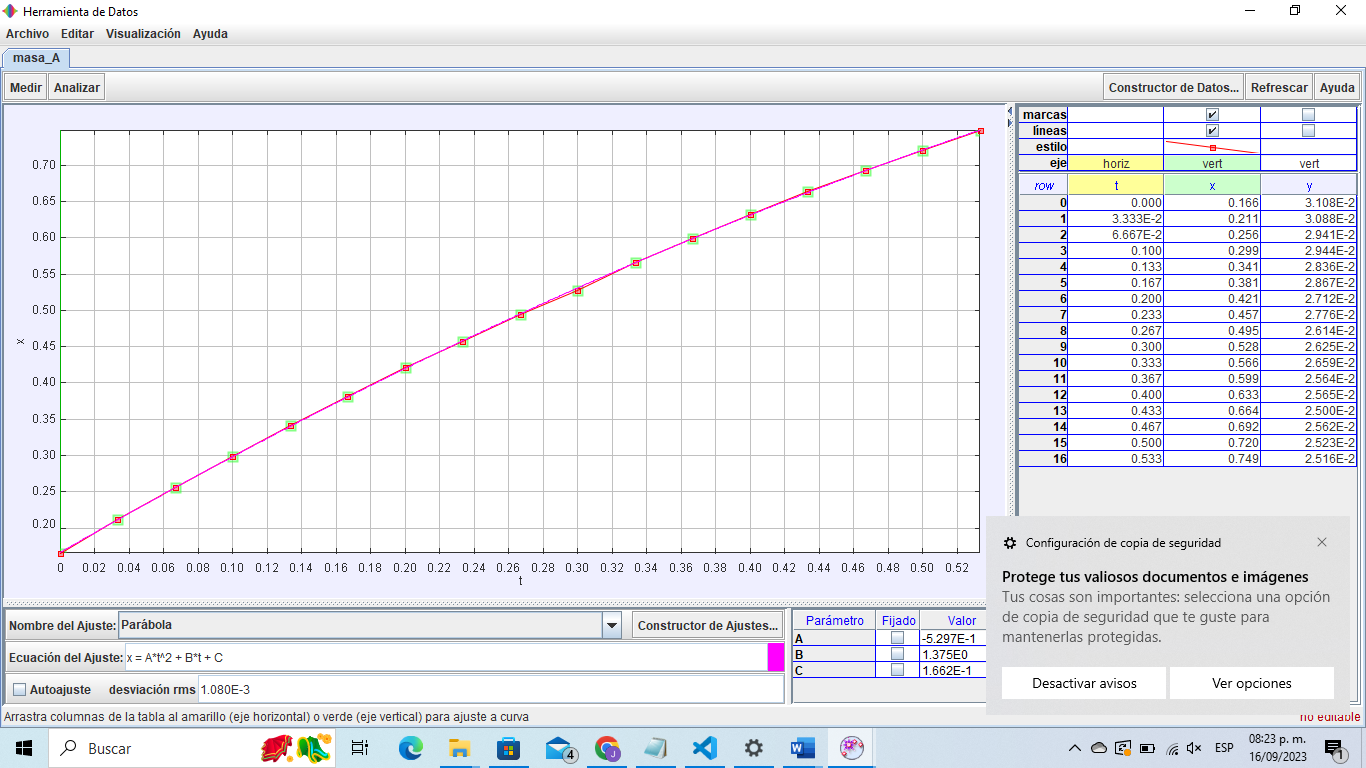 Herramienta de Datos
Archivo Editar Visualización Ayuda
masa_A
Medir Analizar Constructor de Datos... Refrescar Ayuda
marcas
líneas
estilo
eje horiz vert vert
row t x y
0 0.000 0.166 3.108E-2
1 3.333E-2 0.211 3.088E-2
2 6.667E-2 0.256 2.941E-2
3 0.100 0.299 2.944E-2
4 0.133 0.341 2.836E-2
5 0.167 0.381 2.867E-2
6 0.200 0.421 2.712E-2
7 0.233 0.457 2.776E-2
8 0.267 0.495 2.614E-2
9 0.300 0.528 2.625E-2
10 0.333 0.566 2.659E-2
11 0.367 0.599 2.564E-2
12 0.400 0.633 2.565E-2
13 0.433 0.664 2.500E-2
14 0.467 0.692 2.562E-2
15 0.500 0.720 2.523E-2
16 0.533 0.749 2.516E-2
0.70
0.65
0.60
0.55
0.50
0.45
0.40
0.35
0.30
0.25
0.20
x
0 0.02 0.04 0.06 0.08 0.10 0.12 0.14 0.16 0.18 0.20 0.22 0.24 0.26 0.28 0.30 0.32 0.34 0.36 0.38 0.40 0.42 0.44 0.46 0.48 0.50 0.52
t
Nombre del Ajuste: Parábola Constructor de Ajustes...
Ecuación del Ajuste: x = A*t^2 + B*t + C
Autoajuste desviación rms 1.080E-3
Parámetro Fijado Valor
A -5.297E-1
B 1.375E0
C 1.662E-1
Configuración de copia de seguridad
Protege tus valiosos documentos e imágenes
Tus cosas son importantes: selecciona una opción
de copia de seguridad que te guste para
mantenerlas protegidas.
Desactivar avisos Ver opciones
Arrastra columnas de la tabla al amarillo (eje horizontal) o verde (eje vertical) para ajuste a curva
no editable
Buscar
4
J
ESP
08:23 p. m.
16/09/2023
1